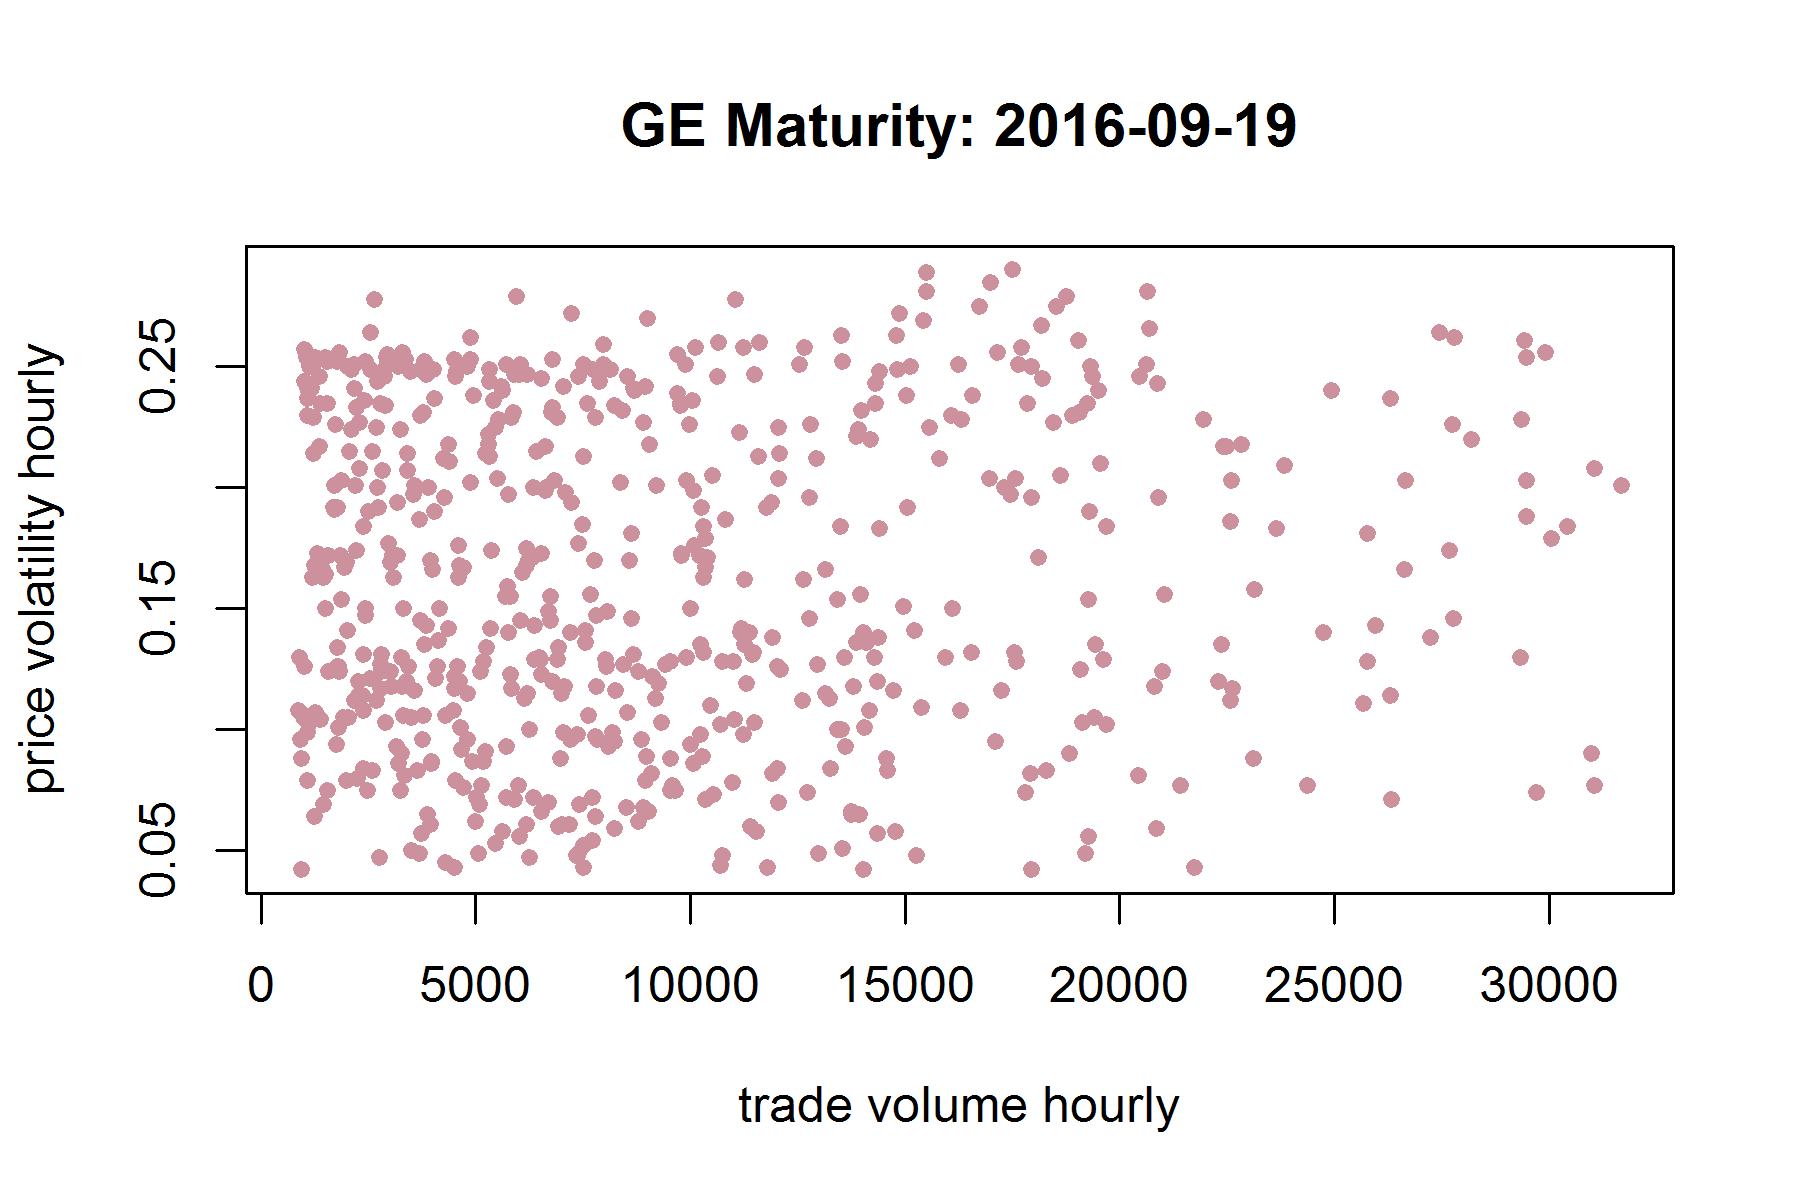 GE Maturity: 2016-09-19
price volatility hourly
0.25
0.15
0.05
0 5000 10000 15000 20000 25000 30000
trade volume hourly